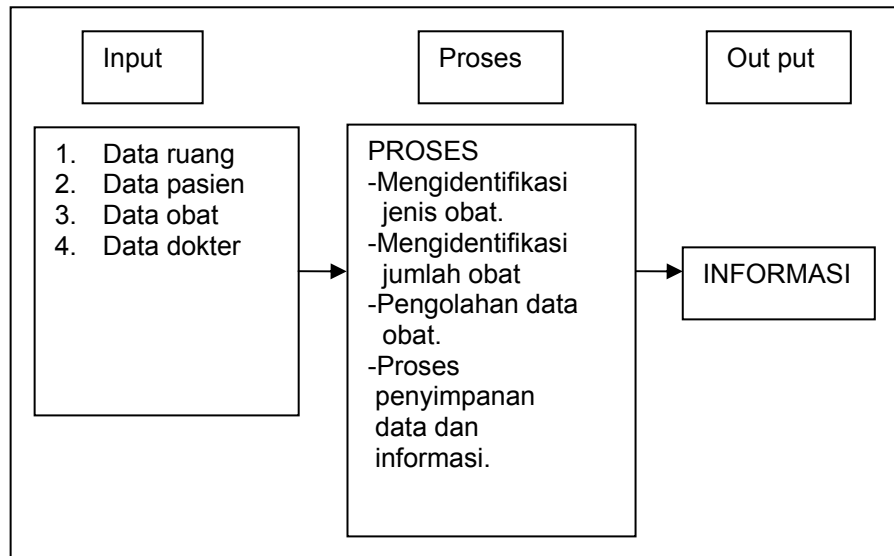 Input
Proses
Out put
1. Data ruang
2. Data pasien
3. Data obat
4. Data dokter
PROSES
-Mengidentifikasi
jenis obat.
-Mengidentifikasi
jumlah obat
-Pengolahan data
obat.
-Proses
penyimpanan
data dan
informasi.
INFORMASI